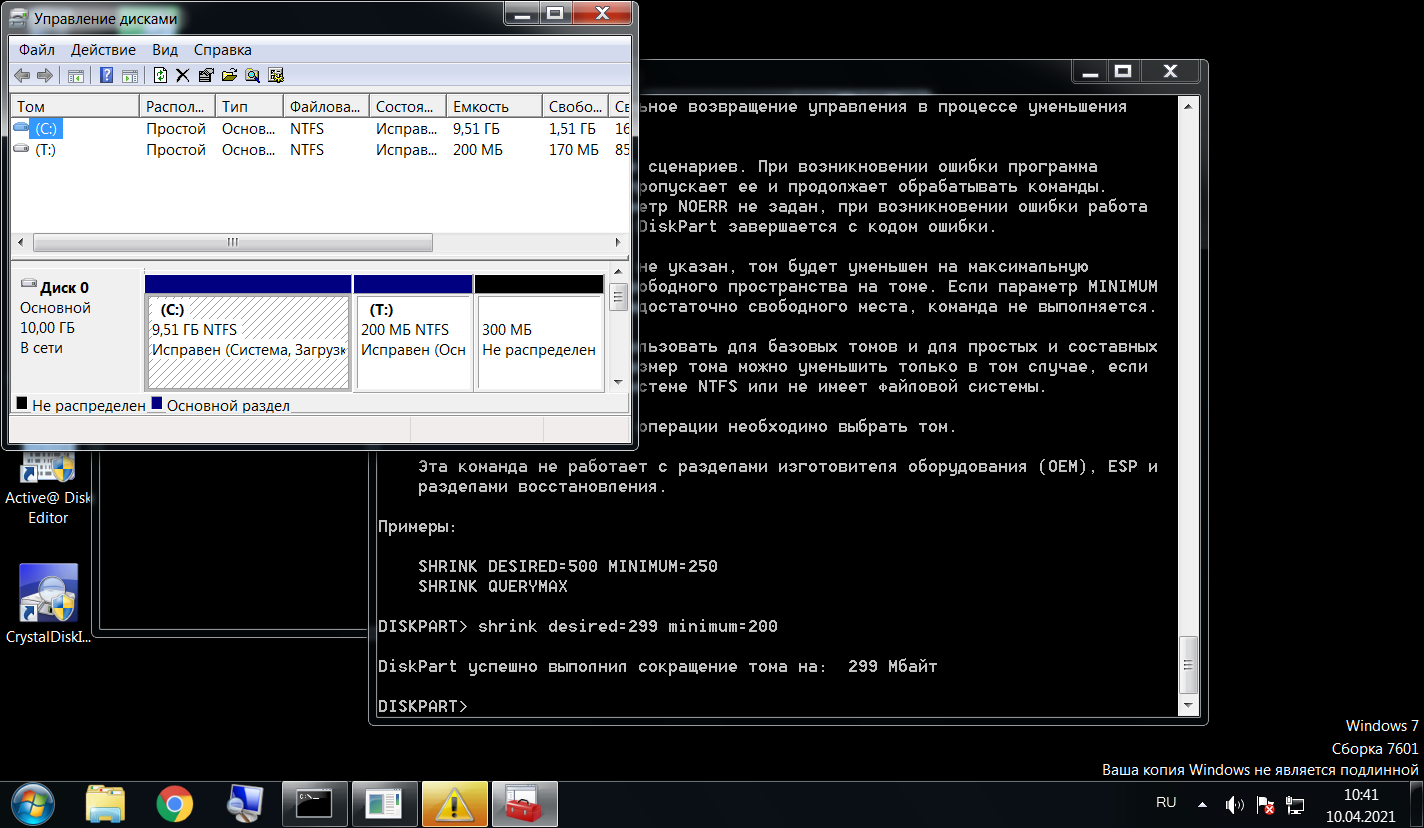 Управление дисками
Файл Действие Вид Справка
Том Распол... Тип Файлова... Состоя... Емкость Свобо... Св
(C:) Простой Основ... NTFS Исправ... 9,51 ГБ 1,51 ГБ 16
(T:) Простой Основ... NTFS Исправ... 200 МБ 170 МБ 85
Диск 0
Основной
10,00 ГБ
В сети
(C:)
9,51 ГБ NTFS
Исправен (Система, Загрузк
(T:)
200 МБ NTFS
Исправен (Осн
300 МБ
Не распределен
Не распределен Основной раздел
ьное возвращение управления в процессе уменьшения
сценариев. При возникновении ошибки программа
ропускает ее и продолжает обрабатывать команды.
етр NOERR не задан, при возникновении ошибки работа
DiskPart завершается с кодом ошибки.
не указан, том будет уменьшен на максимальную
ободного пространства на томе. Если параметр MINIMUM
достаточно свободного места, команда не выполняется.
льзовать для базовых томов и для простых и составных
змер тома можно уменьшить только в том случае, если
стеме NTFS или не имеет файловой системы.
операции необходимо выбрать том.
Эта команда не работает с разделами изготовителя оборудования (OEM), ESP и
разделами восстановления.
Примеры:
SHRINK DESIRED=500 MINIMUM=250
SHRINK QUERYMAX
DISKPART> shrink desired=299 minimum=200
DiskPart успешно выполнил сокращение тома на: 299 Мбайт
DISKPART>
Active@ Disk
Editor
CrystalDiskI...
Windows 7
Сборка 7601
Ваша копия Windows не является подлинной
RU
10:41
10.04.2021